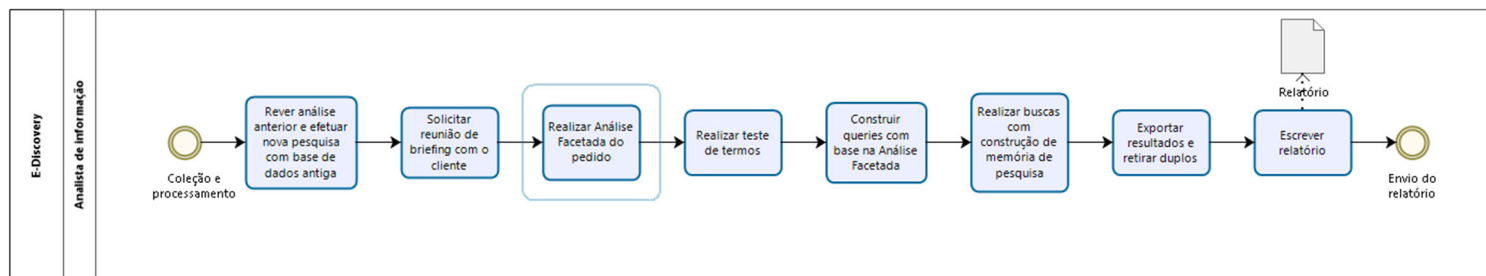 E-Discovery
Analista de informação
Coleção e
processamento
Rever análise
anterior e efetuar
nova pesquisa
com base de
dados antiga
Solicitar
reunião de
briefing com o
cliente
Realizar Análise
Facetada do
pedido
Realizar teste
de termos
Construir
queries com
base na Análise
Facetada
Realizar buscas
com
construção de
memória de
pesquisa
Exportar
resultados e
retirar duplos
Relatório
Escrever
relatório
Envio do
relatório